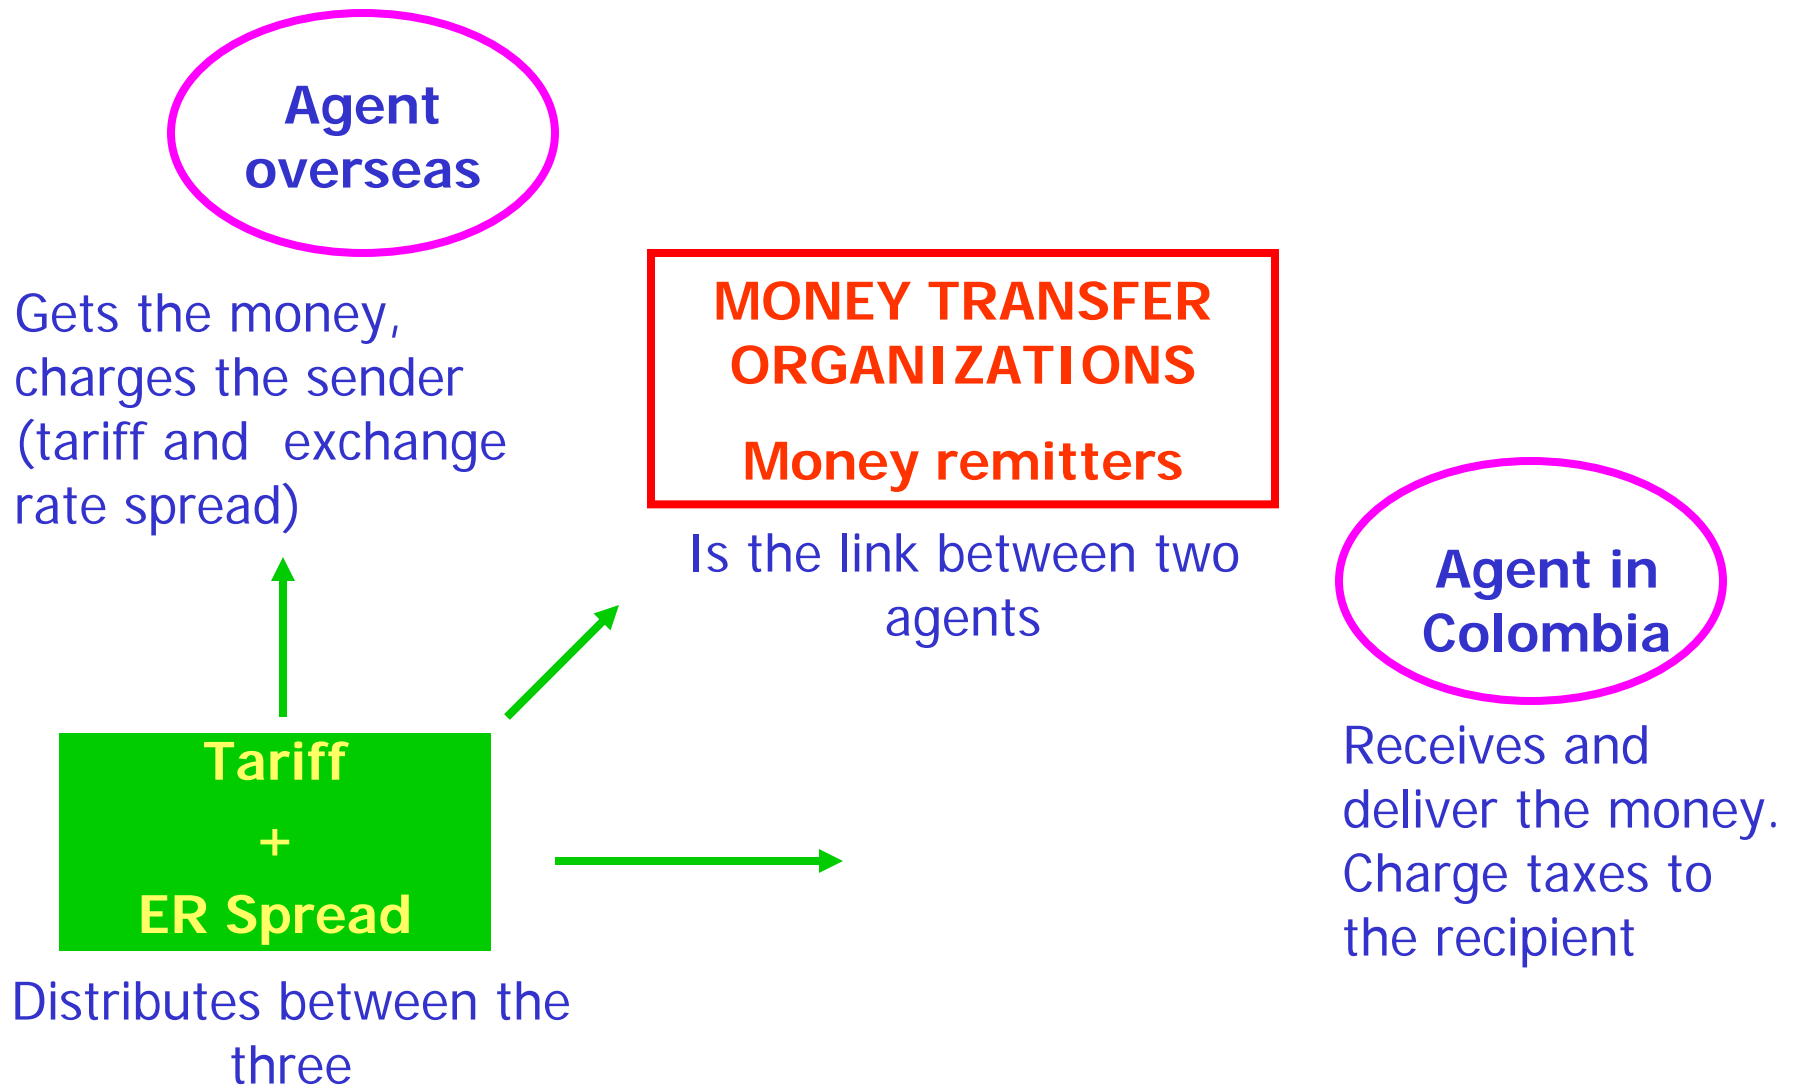 Agent
overseas
Gets the money,
charges the sender
(tariff and exchange
rate spread)
MONEY TRANSFER
ORGANIZATIONS
Money remitters
Is the link between two
agents
Agent in
Colombia
Receives and
deliver the money.
Charge taxes to
the recipient
Tariff
+
ER Spread
Distributes between the
three